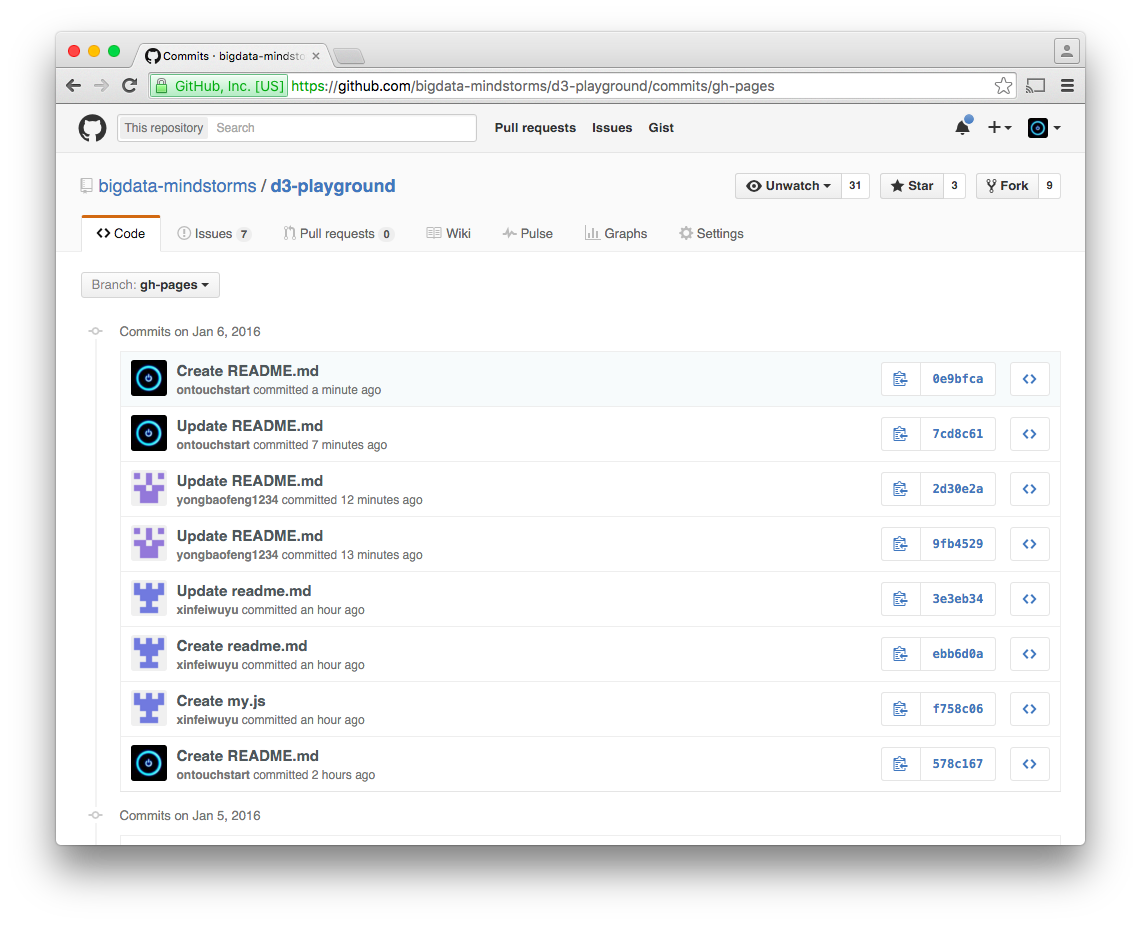 Commits · bigdata-mindsto
GitHub, Inc. [US] https://github.com/bigdata-mindstorms/d3-playground/commits/gh-pages
This repository Search Pull requests Issues Gist
bigdata-mindstorms / d3-playground Unwatch 31 Star 3 Fork 9
Code Issues 7 Pull requests 0 Wiki Pulse Graphs Settings
Branch: gh-pages
Commits on Jan 6, 2016
Create README.md
ontouchstart committed a minute ago
0e9bfca
Update README.md
ontouchstart committed 7 minutes ago
7cd8c61
Update README.md
yongbaofeng1234 committed 12 minutes ago
2d30e2a
Update README.md
yongbaofeng1234 committed 13 minutes ago
9fb4529
Update readme.md
xinfeiwuyu committed an hour ago
3e3eb34
Create readme.md
xinfeiwuyu committed an hour ago
ebb6d0a
Create my.js
xinfeiwuyu committed an hour ago
f758c06
Create README.md
ontouchstart committed 2 hours ago
578c167
Commits on Jan 5, 2016